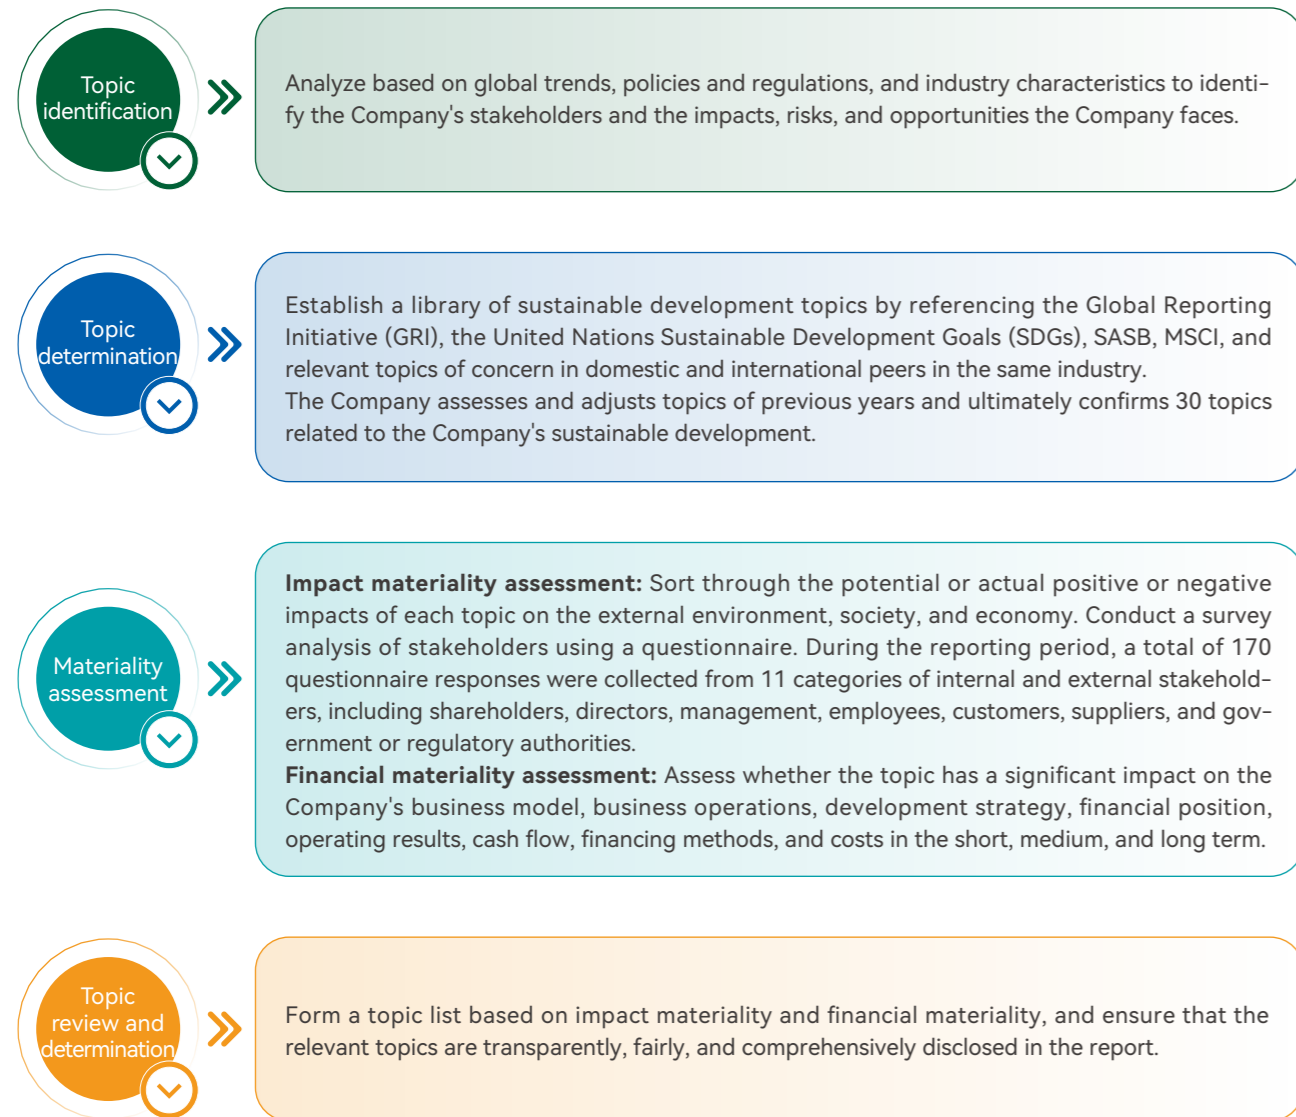 Topic
identification
Analyze based on global trends, policies and regulations, and industry characteristics to identi-
fy the Company's stakeholders and the impacts, risks, and opportunities the Company faces.
Topic
determination
Establish a library of sustainable development topics by referencing the Global Reporting
Initiative (GRI), the United Nations Sustainable Development Goals (SDGs), SASB, MSCI, and
relevant topics of concern in domestic and international peers in the same industry.
The Company assesses and adjusts topics of previous years and ultimately confirms 30 topics
related to the Company's sustainable development.
Materiality
assessment
Impact materiality assessment: Sort through the potential or actual positive or negative
impacts of each topic on the external environment, society, and economy. Conduct a survey
analysis of stakeholders using a questionnaire. During the reporting period, a total of 170
questionnaire responses were collected from 11 categories of internal and external stakehold-
ers, including shareholders, directors, management, employees, customers, suppliers, and gov-
ernment or regulatory authorities.
Financial materiality assessment: Assess whether the topic has a significant impact on the
Company's business model, business operations, development strategy, financial position,
operating results, cash flow, financing methods, and costs in the short, medium, and long term.
Topic
review and
determination
Form a topic list based on impact materiality and financial materiality, and ensure that the
relevant topics are transparently, fairly, and comprehensively disclosed in the report.